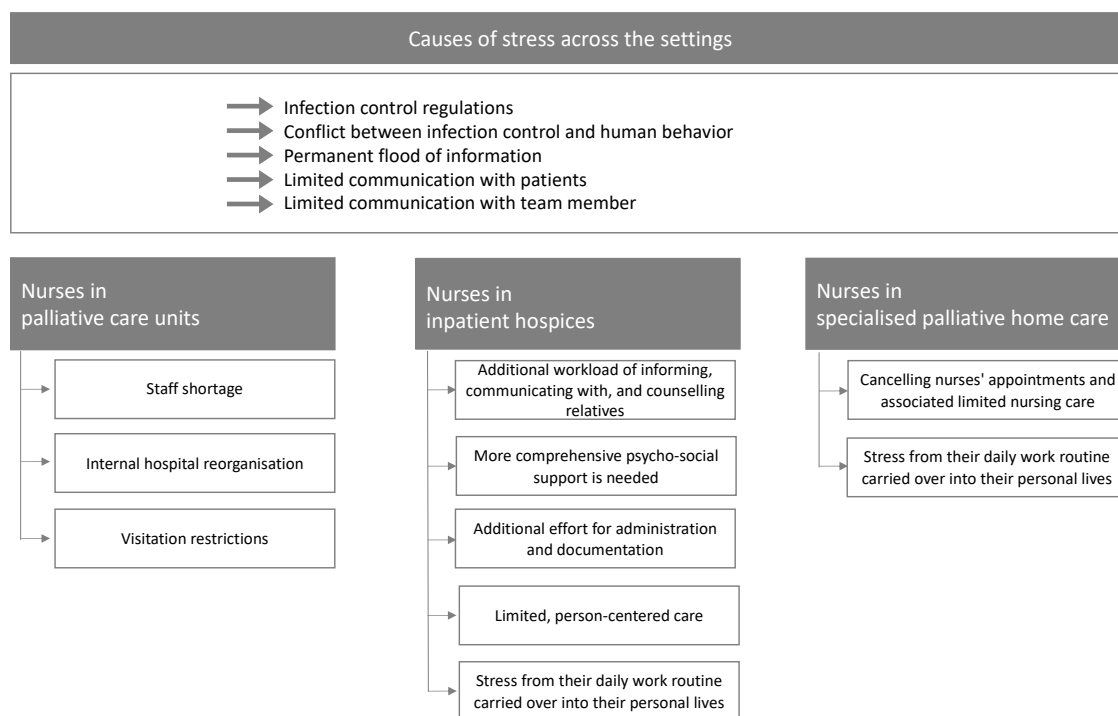 Causes of stress across the settings
Infection control regulations
Conflict between infection control and human behavior
Permanent flood of information
Limited communication with patients
Limited communication with team member
Nurses in
palliative care units
Staff shortage
Internal hospital reorganisation
Visitation restrictions
Nurses in
inpatient hospices
Additional workload of informing,
communicating with, and counselling
relatives
More comprehensive psycho-social
support is needed
Additional effort for administration
and documentation
Limited, person-centered care
Stress from their daily work routine
carried over into their personal lives
Nurses in
specialised palliative home care
Cancelling nurses' appointments and
associated limited nursing care
Stress from their daily work routine
carried over into their personal lives